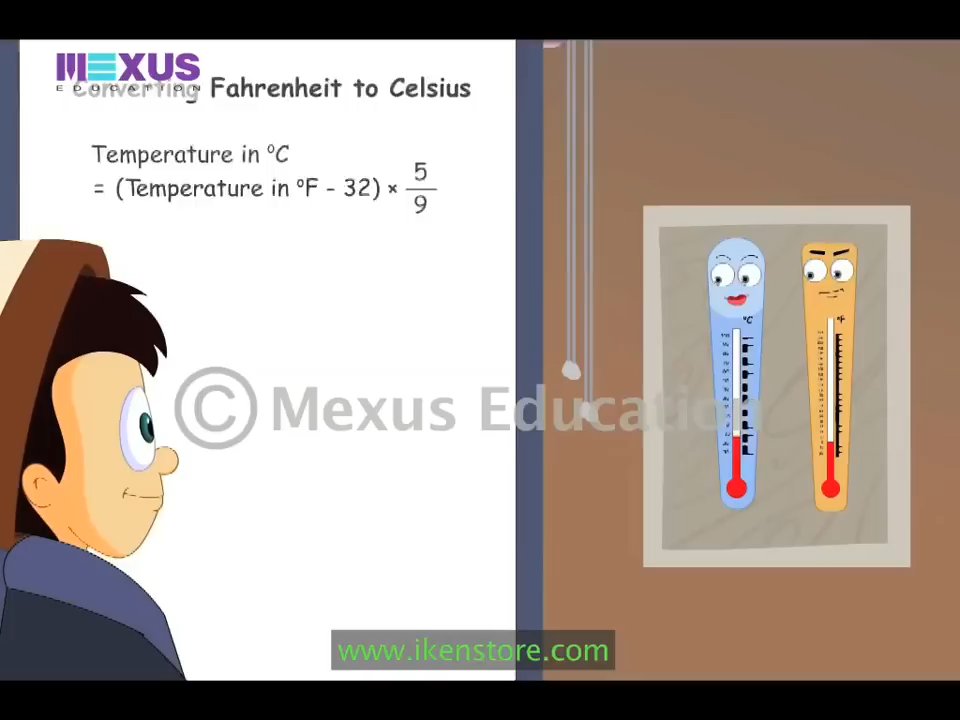 MEXUS
EDUCATION
Converting Fahrenheit to Celsius
Temperature in °C
= (Temperature in °F - 32) × 5/9
°C
°F
© Mexus Education
www.ikenstore.com